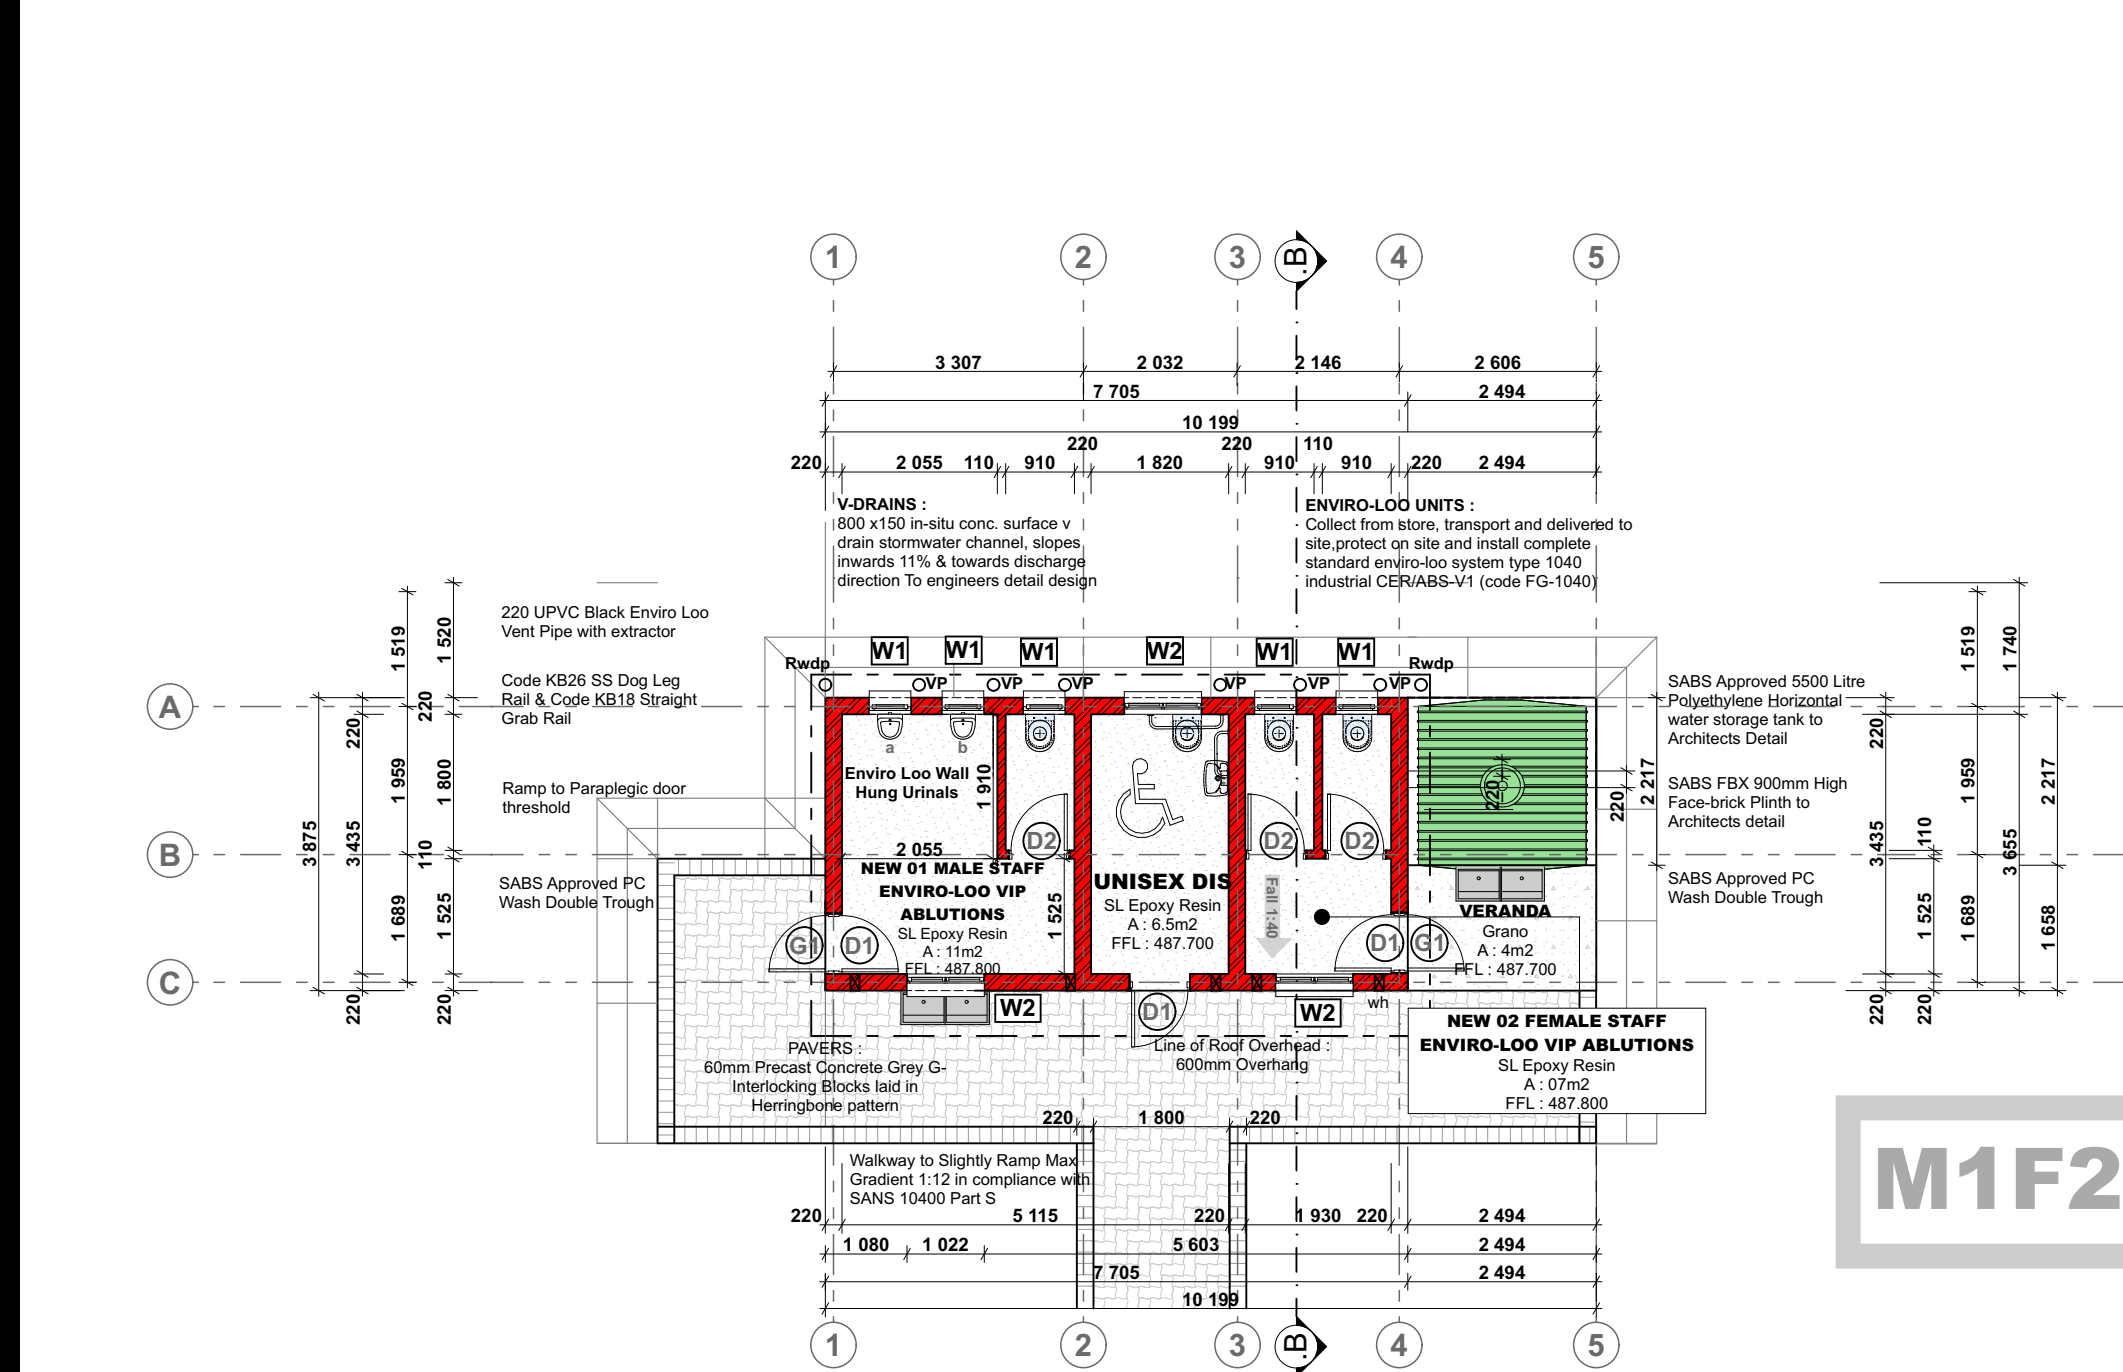 1 2 3 .B 4 5
3 307 2 032 2 146 2 606
7 705 2 494
10 199
220 220 110
220 2 055 110 910 1 820 910 910 220 2 494
V-DRAINS :
800 x150 in-situ conc. surface v
drain stormwater channel, slopes
inwards 11% & towards discharge
direction To engineers detail design
ENVIRO-LOO UNITS :
Collect from store, transport and delivered to
site,protect on site and install complete
standard enviro-loo system type 1040
industrial CER/ABS-V1 (code FG-1040)
220 UPVC Black Enviro Loo
Vent Pipe with extractor
Code KB26 SS Dog Leg
Rail & Code KB18 Straight
Grab Rail
Ramp to Paraplegic door
threshold
SABS Approved PC
Wash Double Trough
A
B
C
3 875
220
3 435
220
1 519
1 959
1 689
220
110
1 520
1 800
1 525
220
W1 W1 W1 W2 W1 W1
Rwdp VP VP VP VP VP VP Rwdp
a b
Enviro Loo Wall
Hung Urinals
1 910
2 055
D2 D2 D2
NEW 01 MALE STAFF
ENVIRO-LOO VIP
ABLUTIONS
SL Epoxy Resin
A : 11m2
FFL : 487.800
1 525
G1 D1
UNISEX DIS
SL Epoxy Resin
A : 6.5m2
FFL : 487.700
Fall 1:40
D1 G1
220
VERANDA
Grano
A : 4m2
FFL : 487.700
W2 D1 W2 wh
220
2 217
SABS Approved 5500 Litre
Polyethylene Horizontal
water storage tank to
Architects Detail
SABS FBX 900mm High
Face-brick Plinth to
Architects detail
SABS Approved PC
Wash Double Trough
220
3 435
220
110
1 525
220
1 519
1 959
1 689
1 740
3 655
2 217
1 658
PAVERS :
60mm Precast Concrete Grey G-
Interlocking Blocks laid in
Herringbone pattern
Line of Roof Overhead :
600mm Overhang
NEW 02 FEMALE STAFF
ENVIRO-LOO VIP ABLUTIONS
SL Epoxy Resin
A : 07m2
FFL : 487.800
220 1 800 220
M1F2
Walkway to Slightly Ramp Max
Gradient 1:12 in compliance with
SANS 10400 Part S
220 5 115 220 1 930 220 2 494
1 080 1 022 5 603 2 494
7 705 2 494
10 199
1 2 3 .B 4 5